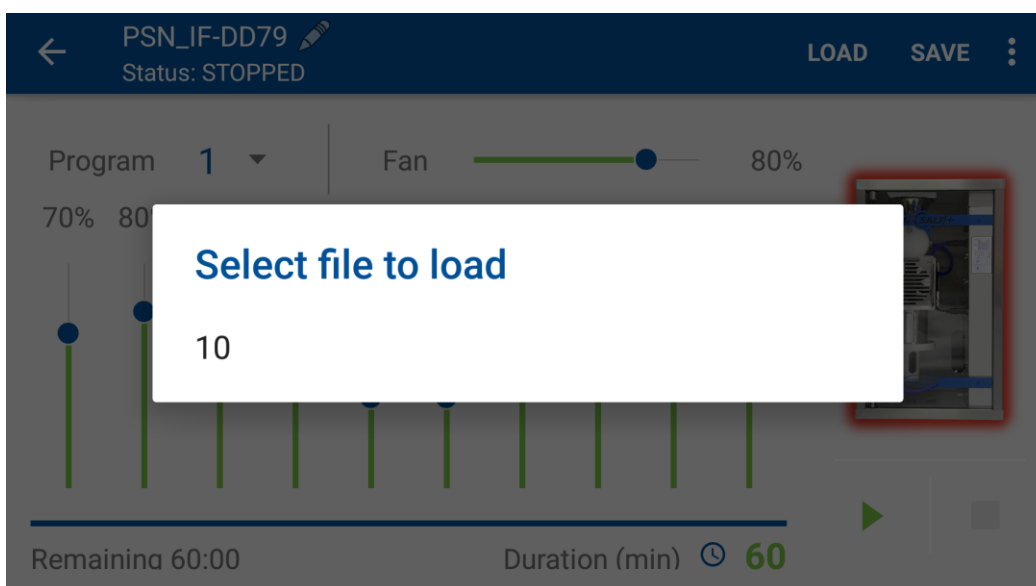 PSN_IF-DD79
Status: STOPPED
LOAD SAVE
Program 1 Fan 80%
70% 80
Select file to load
10
Remaining 60:00 Duration (min) 60